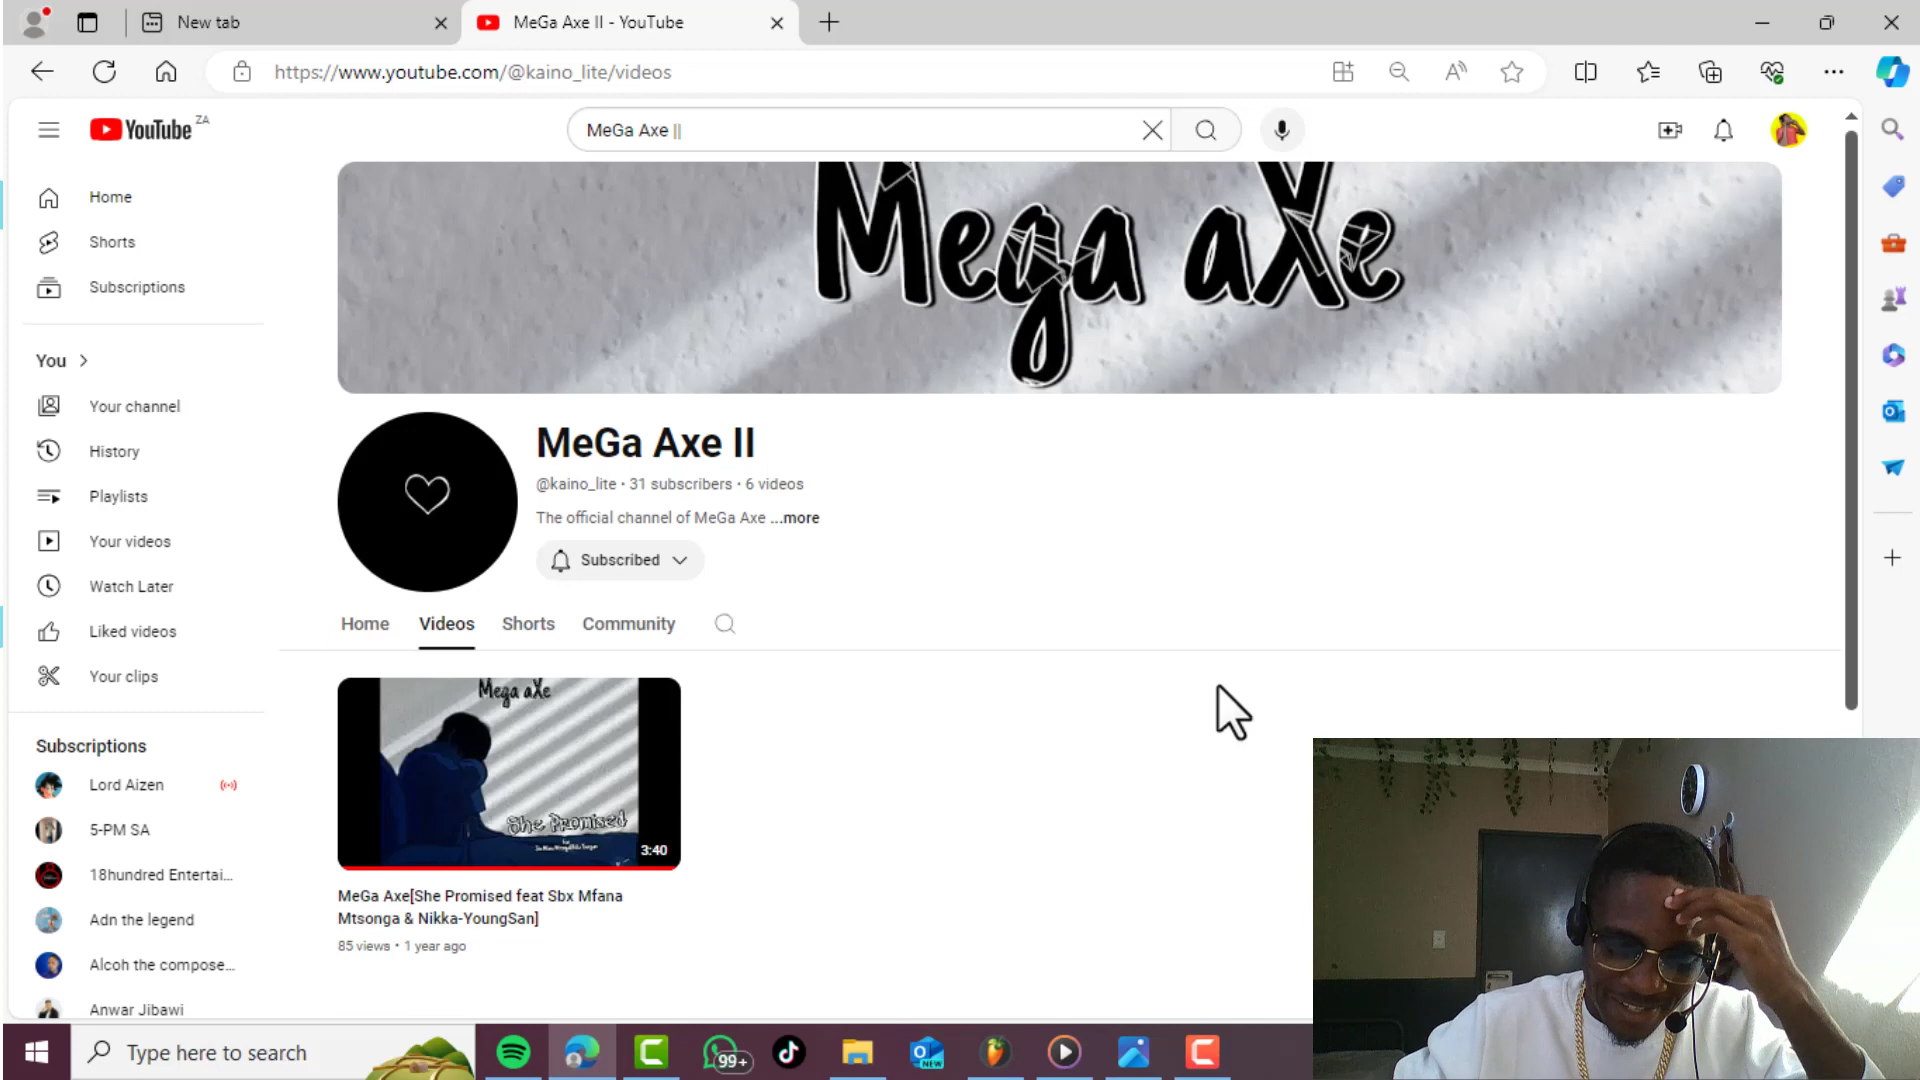 New tab
MeGa Axe II - YouTube
https://www.youtube.com/@kaino_lite/videos
YouTube ZA
MeGa Axe ||
Home
Shorts
Subscriptions
You
Your channel
History
Playlists
Your videos
Watch Later
Liked videos
Your clips
Subscriptions
Lord Aizen
5-PM SA
18hundred Entertai...
Adn the legend
Alcoh the compose...
Anwar Jibawi
Mega aXe
MeGa Axe II
@kaino_lite • 31 subscribers • 6 videos
The official channel of MeGa Axe ...more
Subscribed
Home Videos Shorts Community
Mega aXe
She Promised
3:40
MeGa Axe[She Promised feat Sbx Mfana
Mtsonga & Nikka-YoungSan]
85 views • 1 year ago
Type here to search
99+
NEW